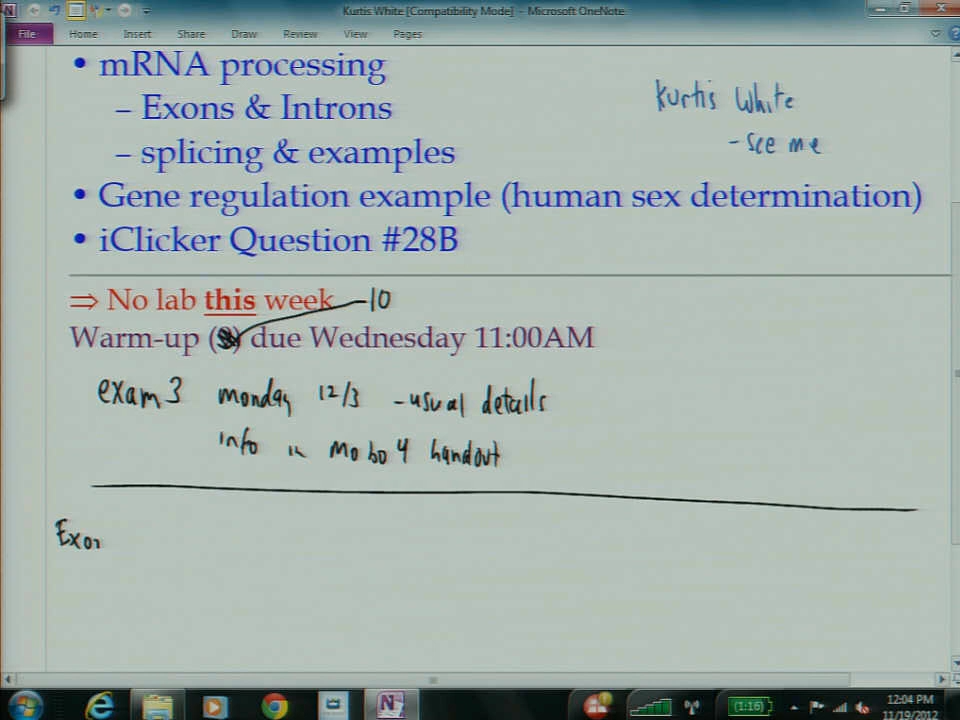 Kurtis White [Compatibility Mode] - Microsoft OneNote
File Home Insert Share Draw Review View Pages
• mRNA processing
– Exons & Introns
– splicing & examples
Kurtis White
- see me
• Gene regulation example (human sex determination)
• iClicker Question #28B
⇒ No lab this week
-10
Warm-up ( ) due Wednesday 11:00AM
exam 3 monday 12/3 - usual details
info in Mobo 4 handout
Exon
(1:16)
12:04 PM
11/19/2012